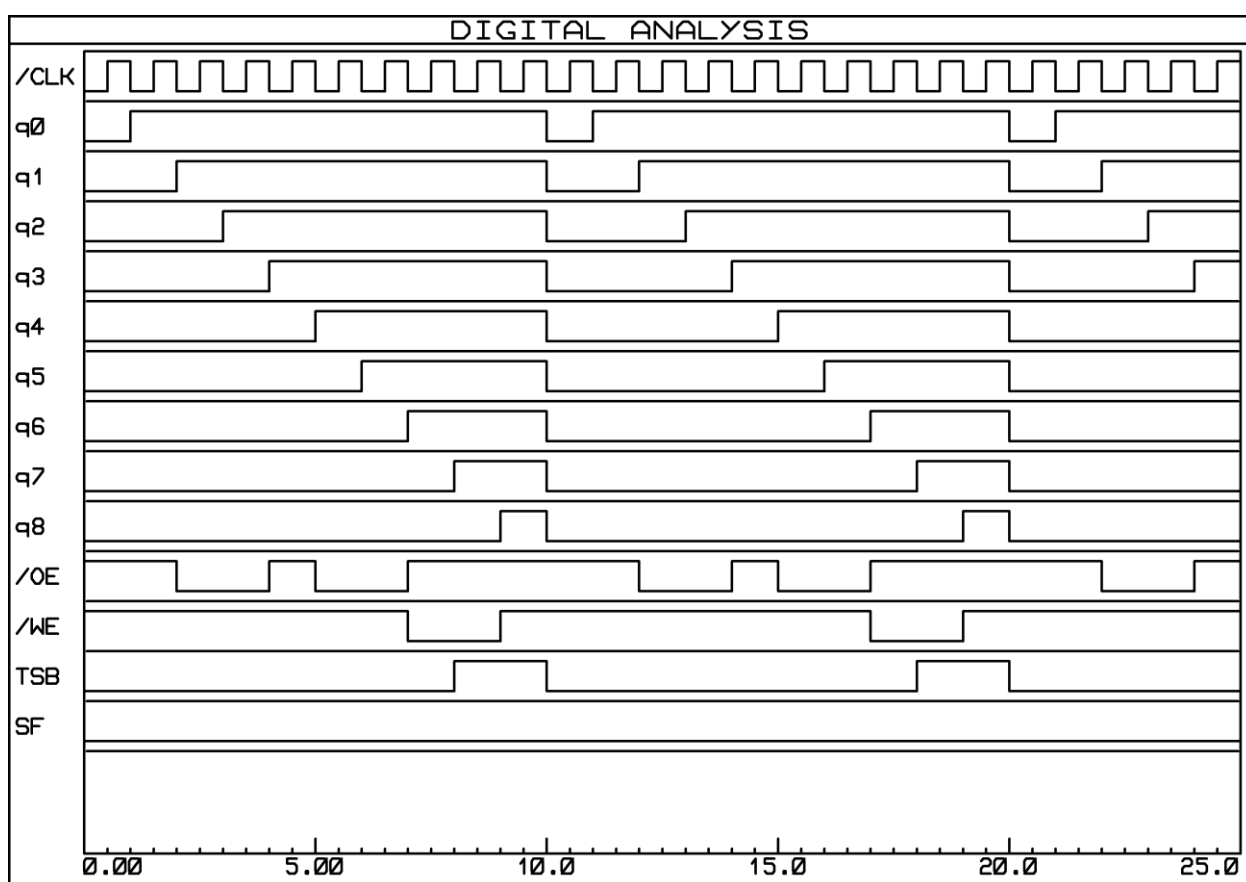 DIGITAL ANALYSIS
/CLK
q0
q1
q2
q3
q4
q5
q6
q7
q8
/OE
/WE
TSB
SF
0.00 5.00 10.0 15.0 20.0 25.0